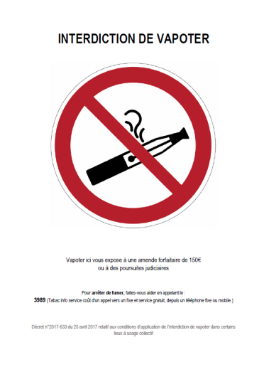 INTERDICTION DE VAPOTER
Vapoter ici vous expose à une amende forfaitaire de 150€
ou à des poursuites judiciaires
Pour arrêter de fumer, faites-vous aider en appelant le :
3989 (Tabac info service coût d'un appel vers un fixe et service gratuit, depuis un téléphone fixe ou mobile )
Décret n°2017-633 du 25 avril 2017 relatif aux conditions d'application de l'interdiction de vapoter dans certains
lieux à usage collectif